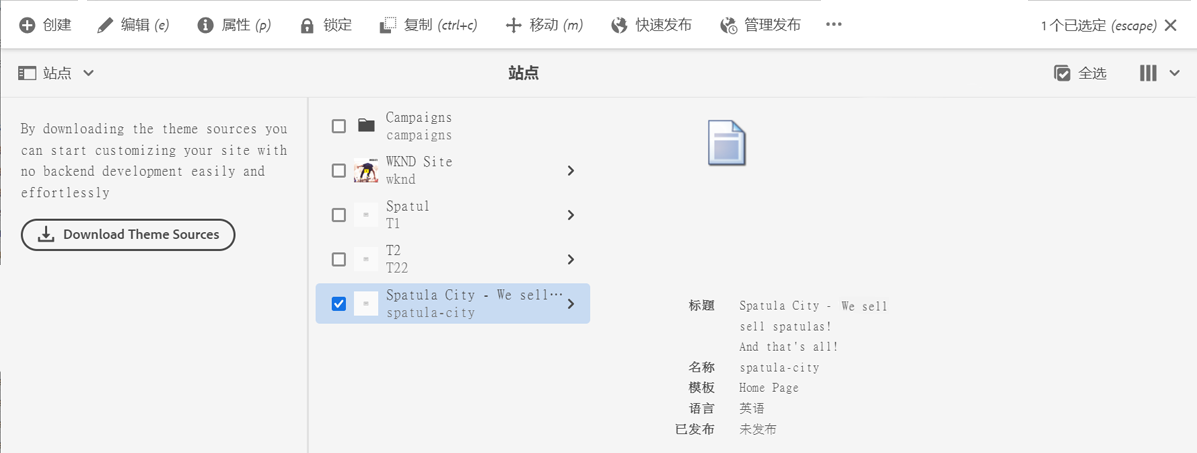 创建 编辑 (e) 属性 (p) 锁定 复制 (ctrl+c) 移动 (m) 快速发布 管理发布 ••• 1个已选定 (escape)
站点 站点 全选
By downloading the theme sources you
can start customizing your site with
no backend development easily and
effortlessly
Download Theme Sources
Campaigns
campaigns
WKND Site
wknd
Spatul
T1
T2
T22
Spatula City - We sell…
spatula-city
标题 Spatula City - We sell
sell spatulas!
And that's all!
名称 spatula-city
模板 Home Page
语言 英语
已发布 未发布